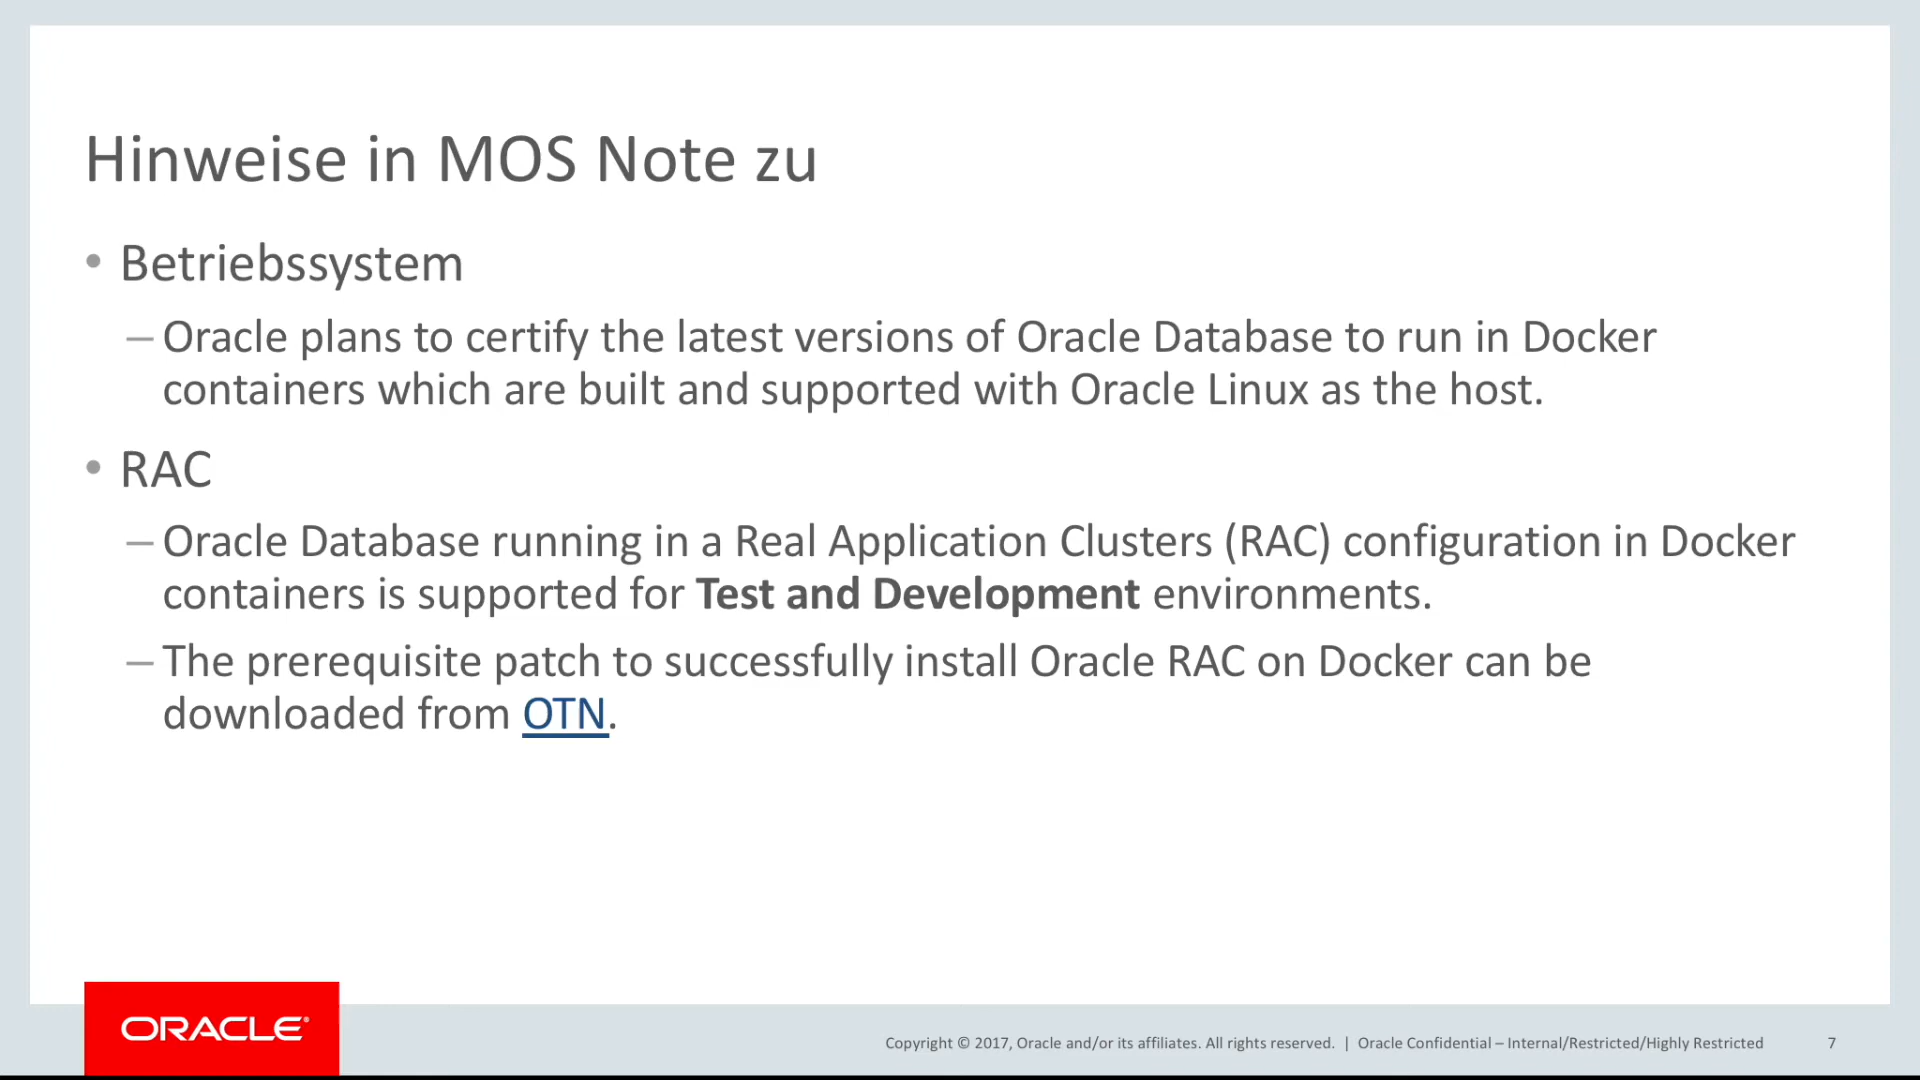 Hinweise in MOS Note zu
• Betriebssystem
– Oracle plans to certify the latest versions of Oracle Database to run in Docker
containers which are built and supported with Oracle Linux as the host.
• RAC
– Oracle Database running in a Real Application Clusters (RAC) configuration in Docker
containers is supported for Test and Development environments.
– The prerequisite patch to successfully install Oracle RAC on Docker can be
downloaded from OTN.
ORACLE®
Copyright © 2017, Oracle and/or its affiliates. All rights reserved. | Oracle Confidential – Internal/Restricted/Highly Restricted 7